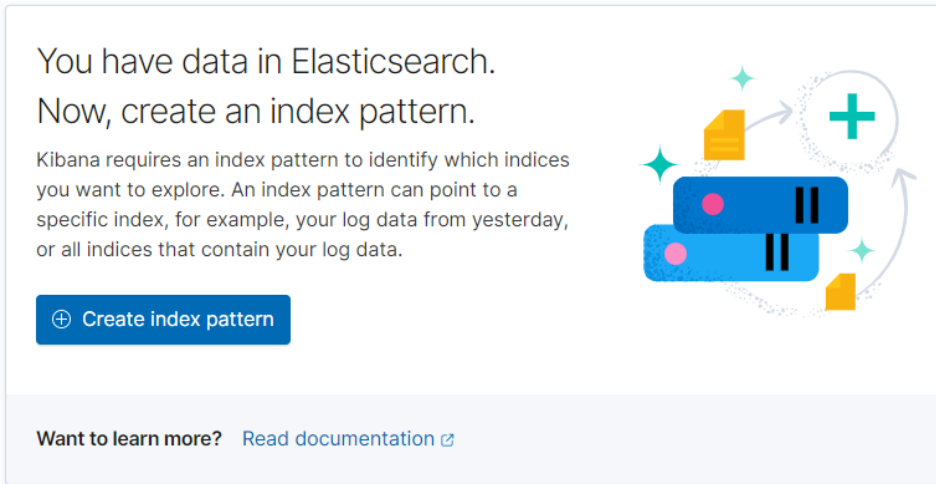 You have data in Elasticsearch.
Now, create an index pattern.
Kibana requires an index pattern to identify which indices
you want to explore. An index pattern can point to a
specific index, for example, your log data from yesterday,
or all indices that contain your log data.
Create index pattern
Want to learn more? Read documentation